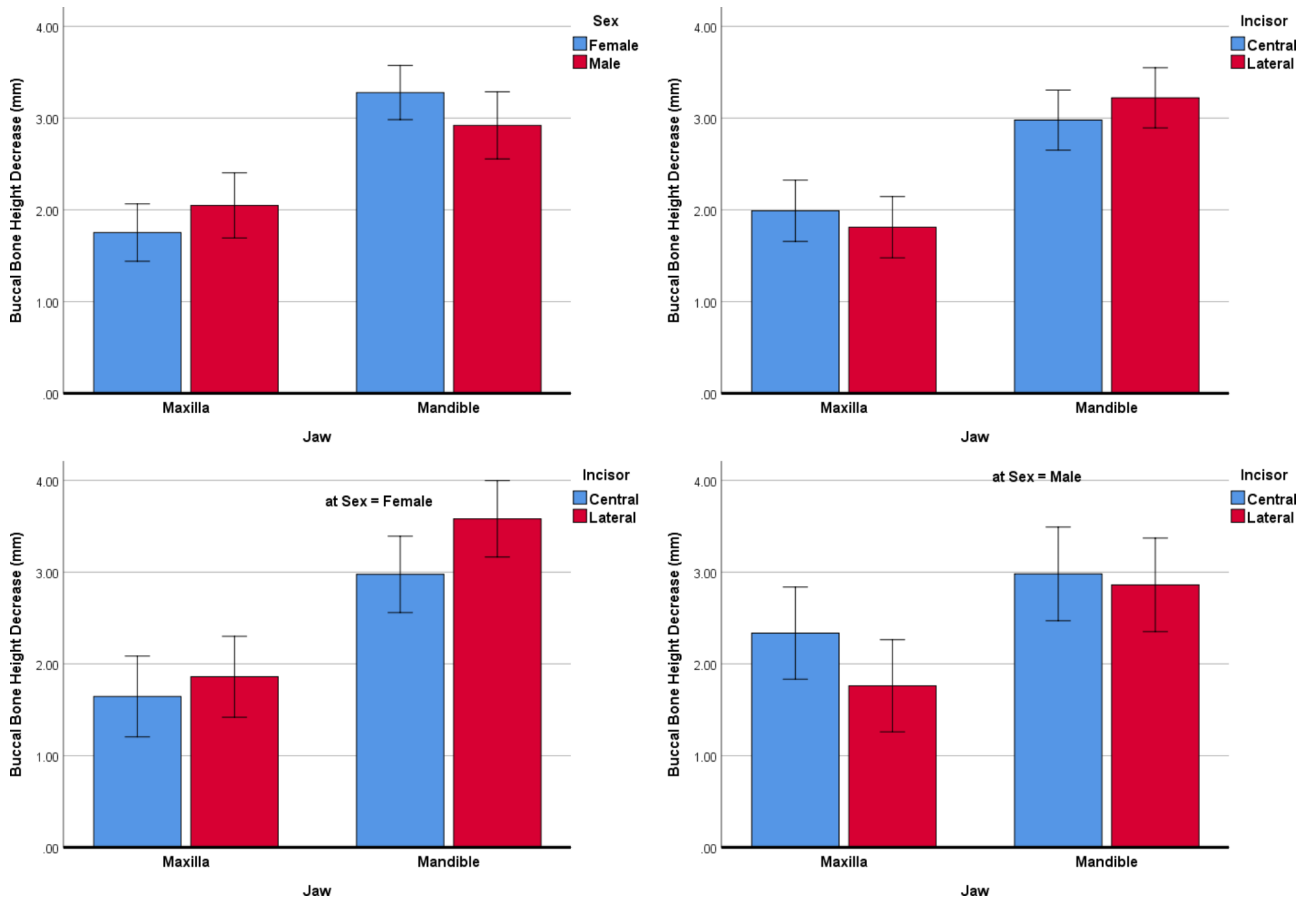 Sex
Female
Male
Buccal Bone Height Decrease (mm)
4.00
3.00
2.00
1.00
.00
Maxilla
Mandible
Jaw
Incisor
Central
Lateral
Buccal Bone Height Decrease (mm)
4.00
3.00
2.00
1.00
.00
Maxilla
Mandible
Jaw
Incisor
Central
Lateral
at Sex = Female
Buccal Bone Height Decrease (mm)
4.00
3.00
2.00
1.00
.00
Maxilla
Mandible
Jaw
Incisor
Central
Lateral
at Sex = Male
Buccal Bone Height Decrease (mm)
4.00
3.00
2.00
1.00
.00
Maxilla
Mandible
Jaw